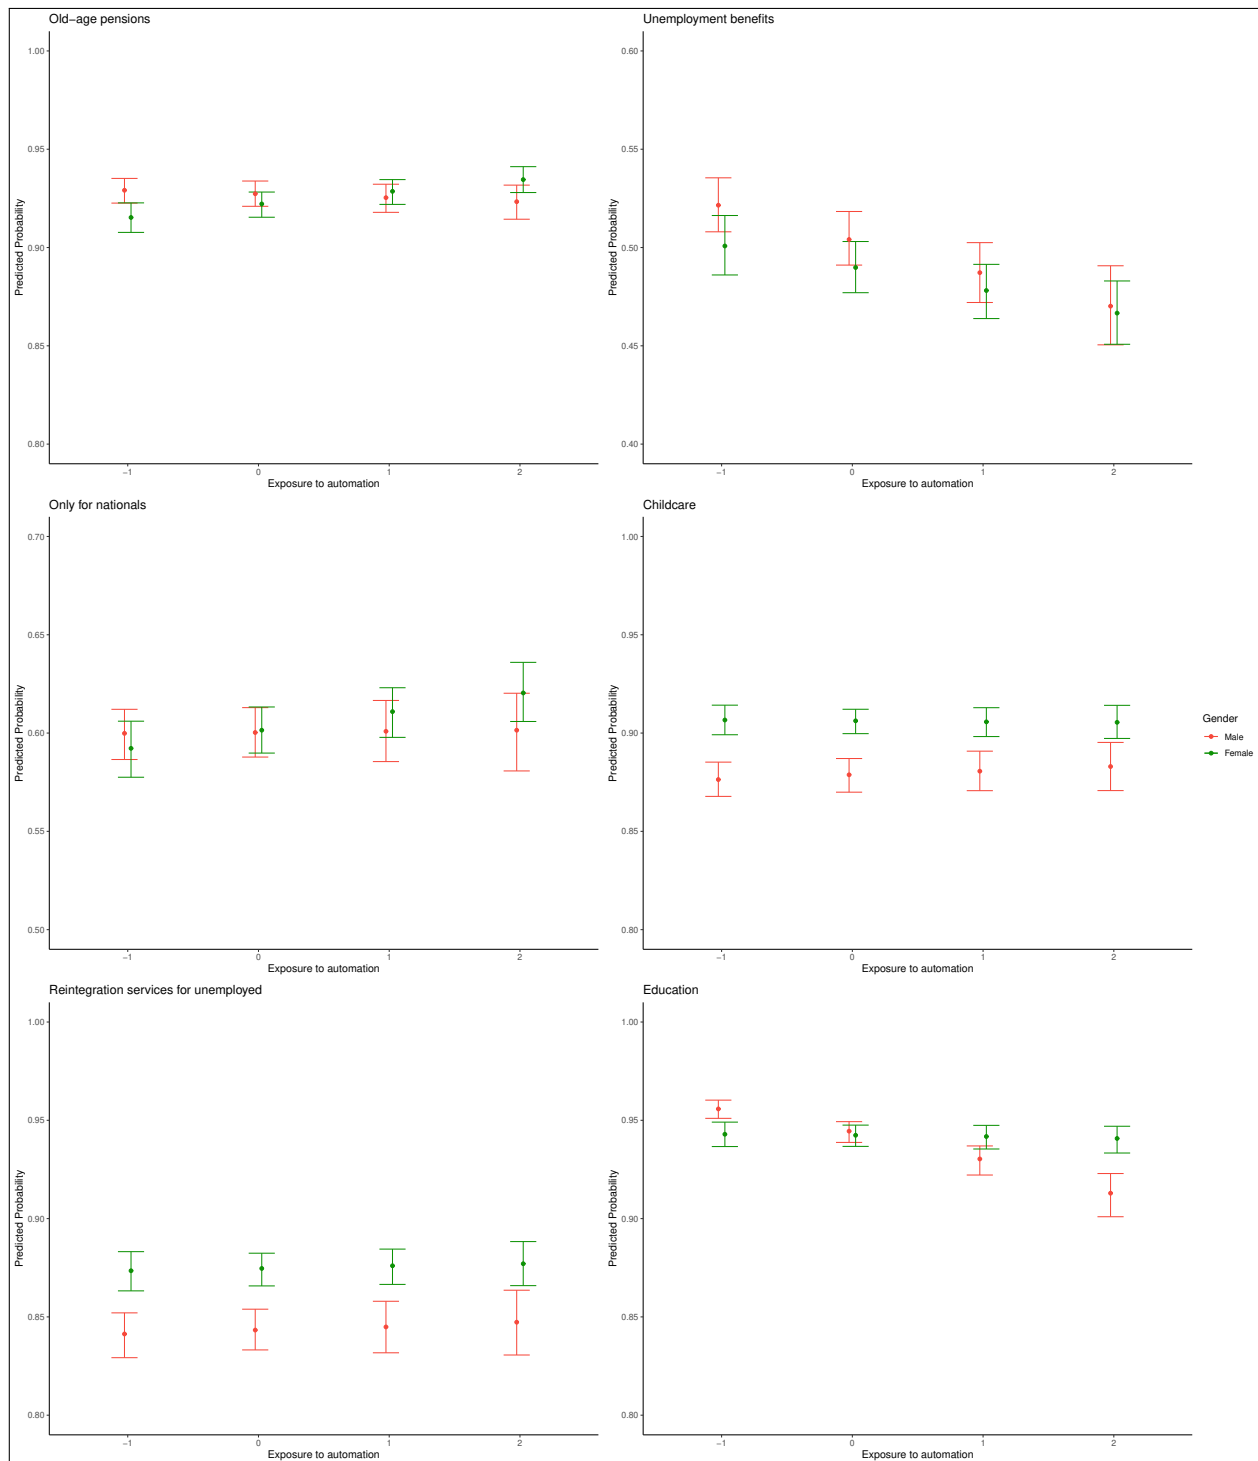 Old-age pensions
1.00
0.95
0.90
0.85
0.80
Predicted Probability
-1 0 1 2
Exposure to automation
Unemployment benefits
0.60
0.55
0.50
0.45
0.40
Predicted Probability
-1 0 1 2
Exposure to automation
Only for nationals
0.70
0.65
0.60
0.55
0.50
Predicted Probability
-1 0 1 2
Exposure to automation
Childcare
1.00
0.95
0.90
0.85
0.80
Predicted Probability
-1 0 1 2
Exposure to automation
Gender
Male
Female
Reintegration services for unemployed
1.00
0.95
0.90
0.85
0.80
Predicted Probability
-1 0 1 2
Exposure to automation
Education
1.00
0.95
0.90
0.85
0.80
Predicted Probability
-1 0 1 2
Exposure to automation